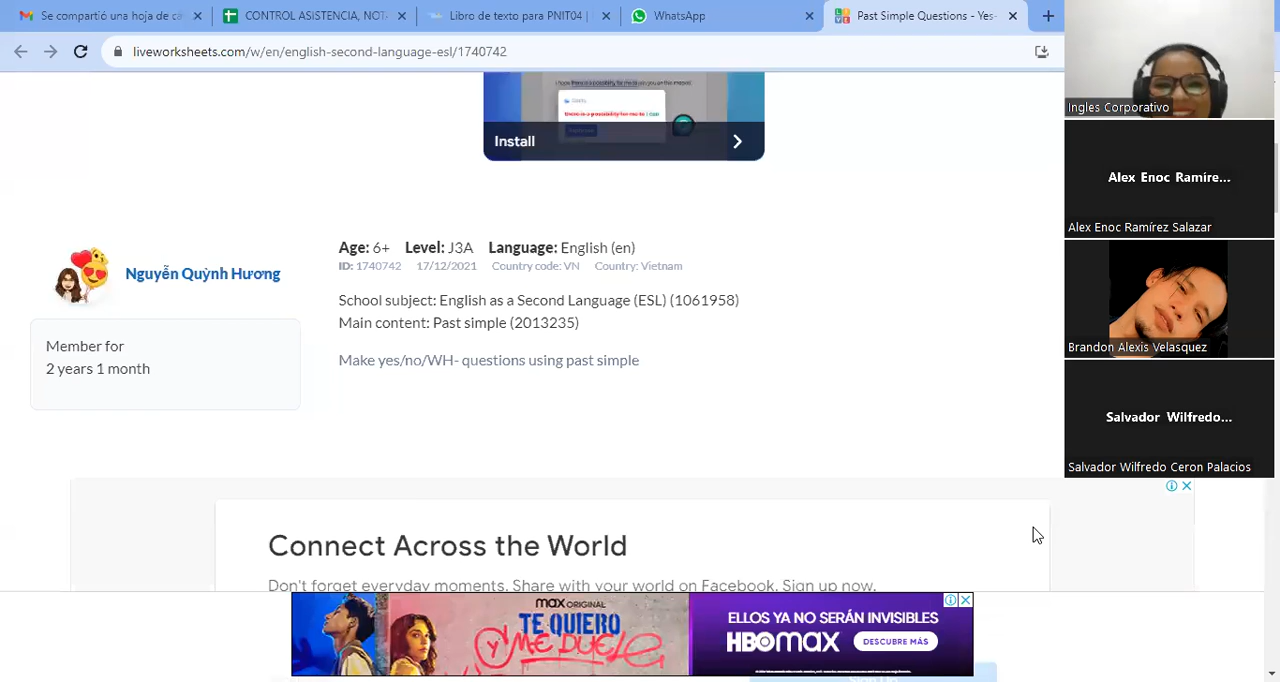 Se compartió una hoja de cá
CONTROL ASISTENCIA, NOTA
Libro de texto para PNIT04 |
WhatsApp
Past Simple Questions - Yes-
liveworksheets.com/w/en/english-second-language-esl/1740742
Install
Nguyễn Quỳnh Hương
Member for
2 years 1 month
Age: 6+ Level: J3A Language: English (en)
ID: 1740742 17/12/2021 Country code: VN Country: Vietnam
School subject: English as a Second Language (ESL) (1061958)
Main content: Past simple (2013235)
Make yes/no/WH- questions using past simple
Connect Across the World
Don't forget everyday moments. Share with your world on Facebook. Sign up now.
max ORIGINAL
TE QUIERO
Y ME DUELE
ELLOS YA NO SERÁN INVISIBLES
HBOMAX
DESCUBRE MÁS
Sign Up
Ingles Corporativo
Alex Enoc Ramíre...
Alex Enoc Ramírez Salazar
Brandon Alexis Velasquez
Salvador Wilfredo...
Salvador Wilfredo Ceron Palacios